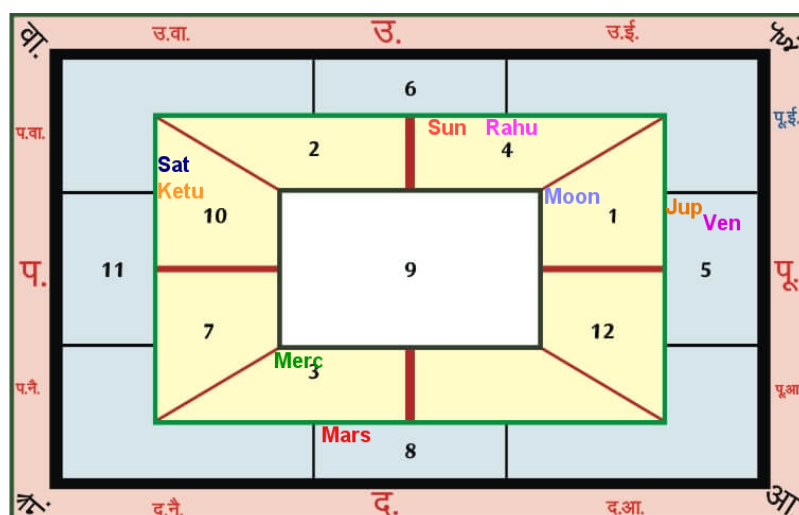 वा. उ.वा. उ. उ.ई. ई.
6
प.वा. पू.ई.
Sun Rahu
2 4
Sat
Ketu Moon Jup
10 1 Ven
प. 11 9 5 पू.
7 12
Merc
3
प.नै. पू.आ
Mars
8
नै. द.नै. द. द.आ. आ